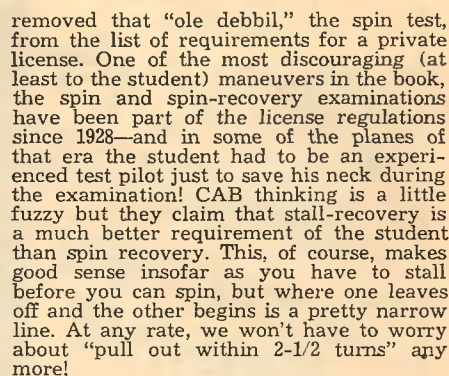 removed that “ole debbil,” the spin test,
from the list of requirements for a private
license. One of the most discouraging (at
least to the student) maneuvers in the book,
the spin and spin-recovery examinations
have been part of the license regulations
since 1928—and in some of the planes of
that era the student had to be an experi-
enced test pilot just to save his neck during
the examination! CAB thinking is a little
fuzzy but they claim that stall-recovery is
a much better requirement of the student
than spin recovery. This, of course, makes
good sense insofar as you have to stall
before you can spin, but where one leaves
off and the other begins is a pretty narrow
line. At any rate, we won’t have to worry
about “pull out within 2-1/2 turns” any
more!